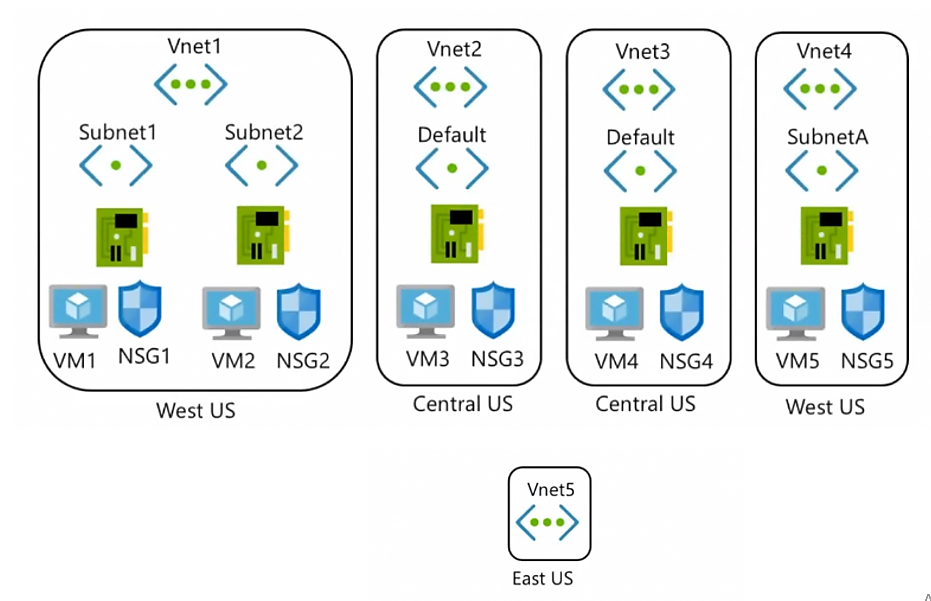 Vnet1
Subnet1 Subnet2
VM1 NSG1 VM2 NSG2
West US
Vnet2
Default
VM3 NSG3
Central US
Vnet3
Default
VM4 NSG4
Central US
Vnet4
SubnetA
VM5 NSG5
West US
Vnet5
East US